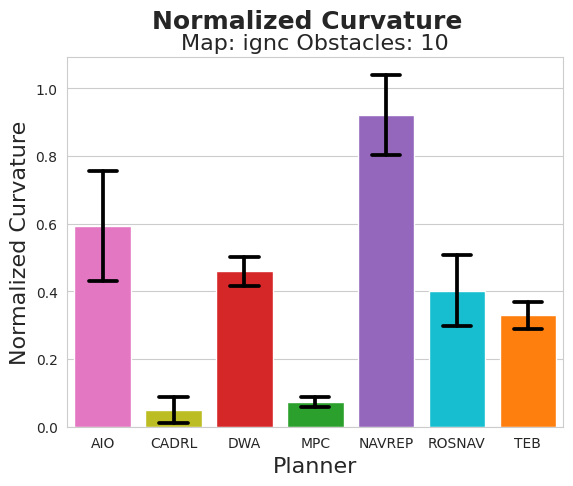 Normalized Curvature
Map: ignc Obstacles: 10
Normalized Curvature
1.0
0.8
0.6
0.4
0.2
0.0
AIO CADRL DWA MPC NAVREP ROSNAV TEB
Planner